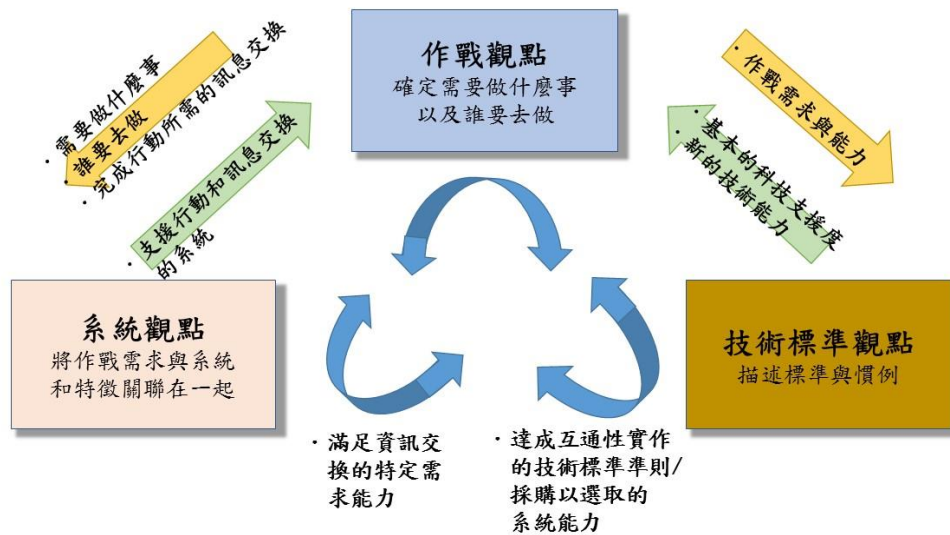 作戰觀點
確定需要做什麼事
以及誰要去做
· 需要做什麼事
· 誰要去做
· 完成行動所需的訊息交換
· 支援行動和訊息交換
的系統
· 作戰需求與能力
· 基本的科技支援度
· 新的技術能力
系統觀點
將作戰需求與系統
和特徵關聯在一起
技術標準觀點
描述標準與慣例
· 滿足資訊交
換的特定需
求能力
· 達成互通性實作
的技術標準準則/
採購以選取的
系統能力